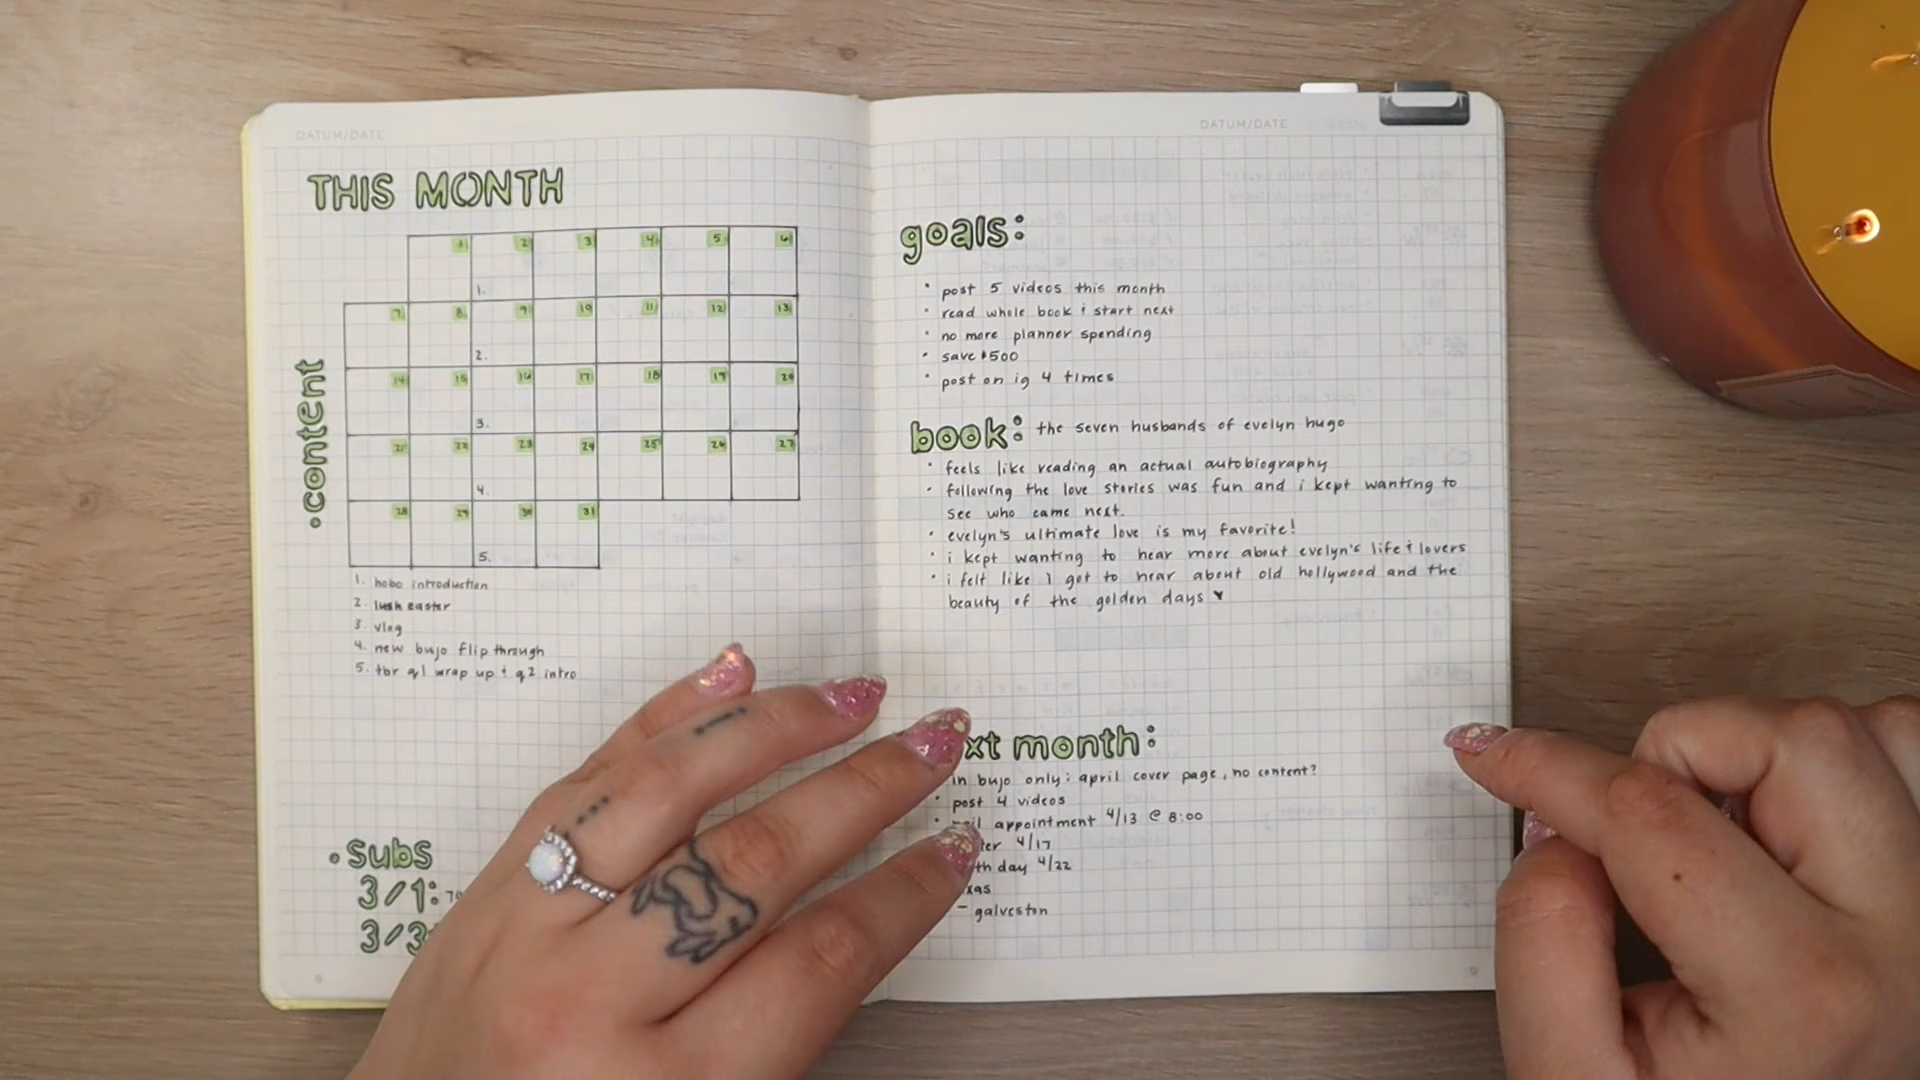 DATUM/DATE
THIS MONTH
1 2 3 4 5 6
1.
7 8 9 10 11 12 13
2.
14 15 16 17 18 19 20
3.
21 22 23 24 25 26 27
4.
28 29 30 31
5.
• content
1. hobo introduction
2. lush easter
3. vlog
4. new bujo flip through
5. tbr q1 wrap up + q2 intro
• subs
3/1:
3/3
8
DATUM/DATE
goals:
• post 5 videos this month
• read whole book i start next
• no more planner spending
• save $500
• post on ig 4 times
book: the seven husbands of evelyn hugo
• feels like reading an actual autobiography
• following the love stories was fun and i kept wanting to
see who came next.
• evelyn's ultimate love is my favorite!
• i kept wanting to hear more about evelyn's life + lovers
• i felt like i got to hear about old hollywood and the
beauty of the golden days ♥
xt month:
in bujo only: april cover page, no content?
• post 4 videos
• appointment 4/13 @ 8:00
ter 4/17
th day 4/22
xas
– galveston
9